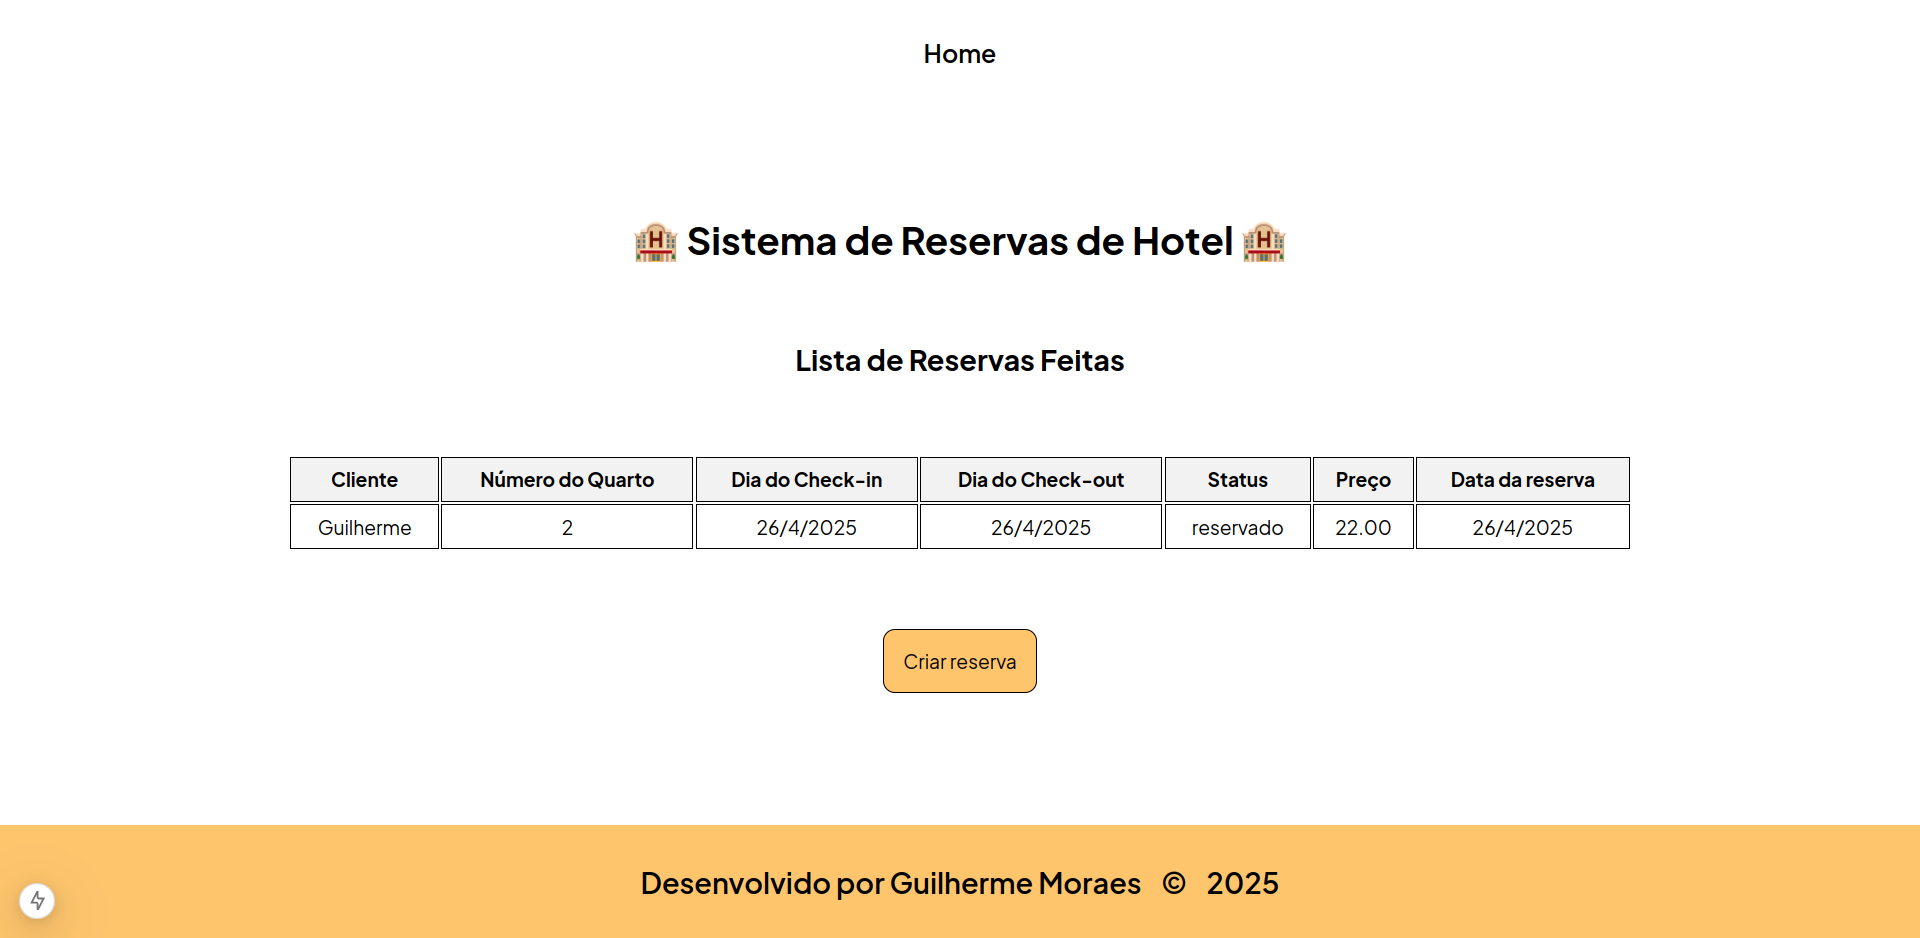 Home
🏨 Sistema de Reservas de Hotel 🏨
Lista de Reservas Feitas
Cliente Número do Quarto Dia do Check-in Dia do Check-out Status Preço Data da reserva
Guilherme 2 26/4/2025 26/4/2025 reservado 22.00 26/4/2025
Criar reserva
Desenvolvido por Guilherme Moraes © 2025